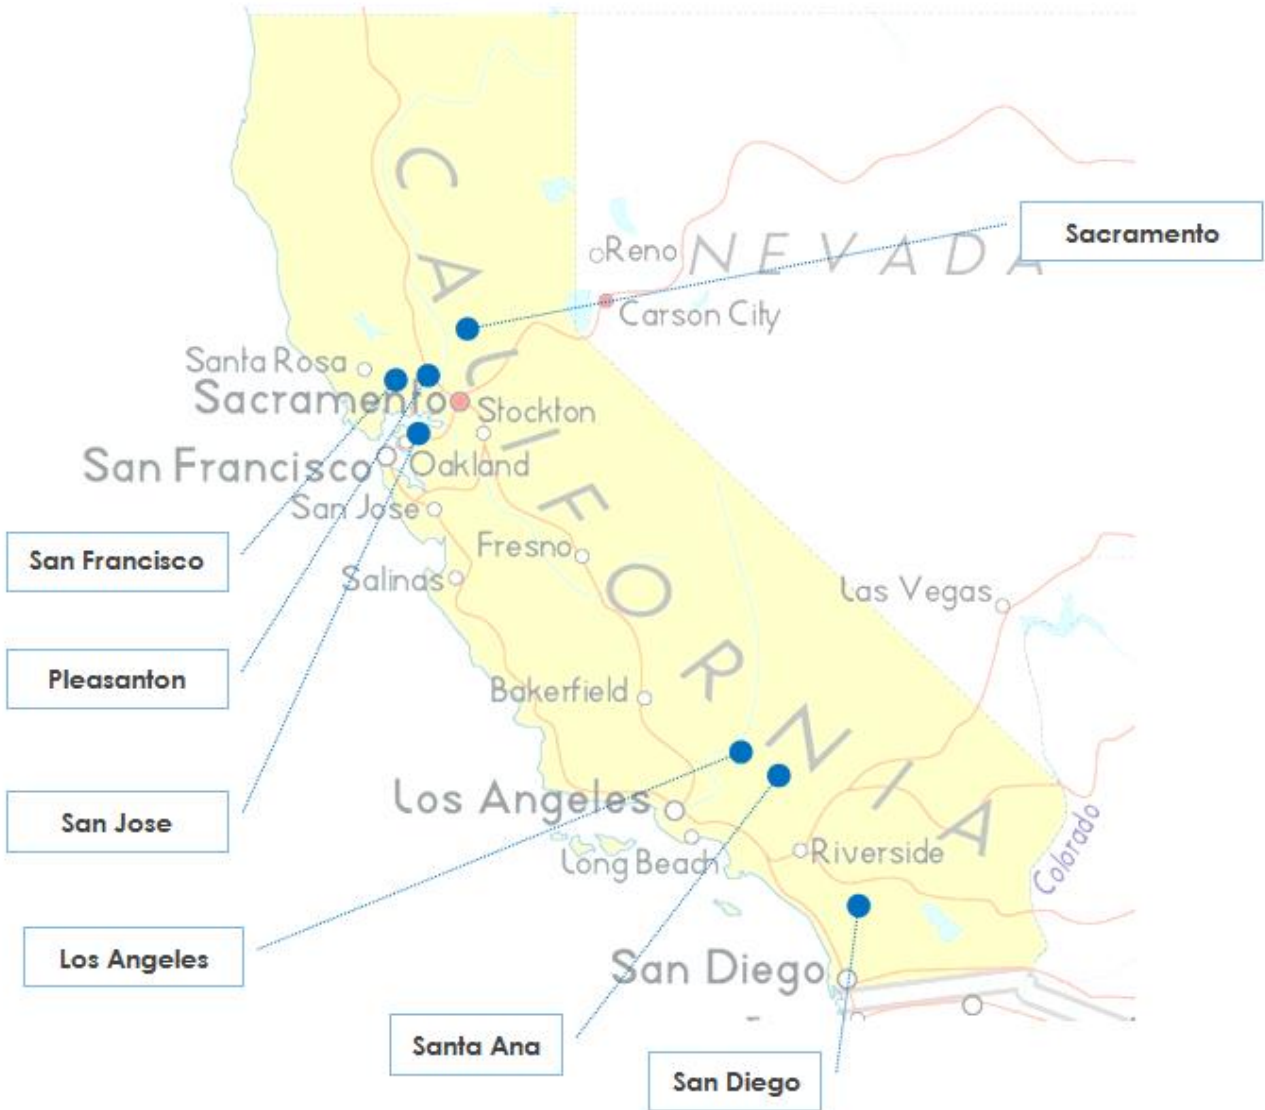 CALIFORNIA
Sacramento
Reno
NEVADA
Carson City
Santa Rosa
Sacramento
Stockton
San Francisco
Oakland
San Jose
San Francisco
Fresno
Salinas
Las Vegas
Pleasanton
Bakerfield
San Jose
Los Angeles
Long Beach
Riverside
Colorado
Los Angeles
San Diego
Santa Ana
San Diego